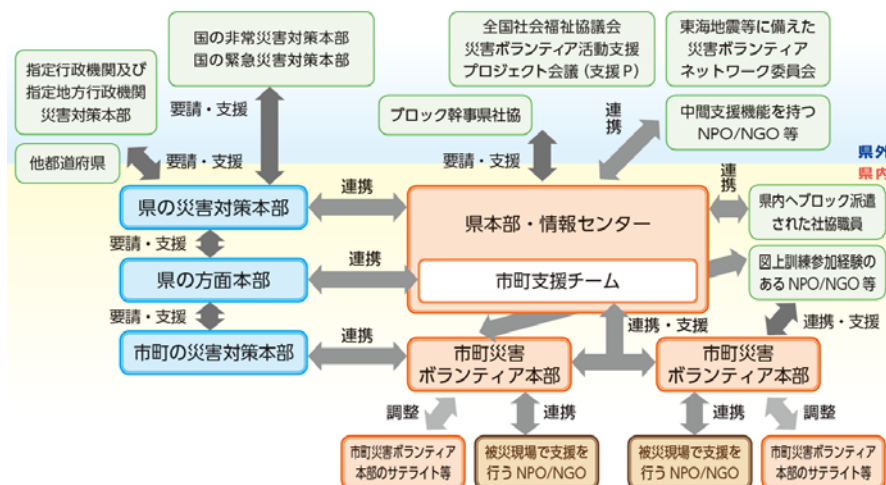 全国社会福祉協議会
災害ボランティア活動支援
プロジェクト会議(支援P)
東海地震等に備えた
災害ボランティア
ネットワーク委員会
国の非常災害対策本部
国の緊急災害対策本部
指定行政機関及び
指定地方行政機関
災害対策本部
要請・支援
連携
ブロック幹事県社協
中間支援機能を持つ
NPO/NGO 等
他都道府県
要請・支援
要請・支援
県外
県内
県の災害対策本部
連携
県本部・情報センター
連携
県内へブロック派遣
された社協職員
要請・支援
県の方面本部
連携
市町支援チーム
図上訓練参加経験の
ある NPO/NGO 等
要請・支援
連携・支援
連携・支援
市町の災害対策本部
連携
市町災害
ボランティア本部
市町災害
ボランティア本部
調整
連携
連携
調整
市町災害ボランティア
本部のサテライト等
被災現場で支援を
行う NPO/NGO
被災現場で支援を
行う NPO/NGO
市町災害ボランティア
本部のサテライト等